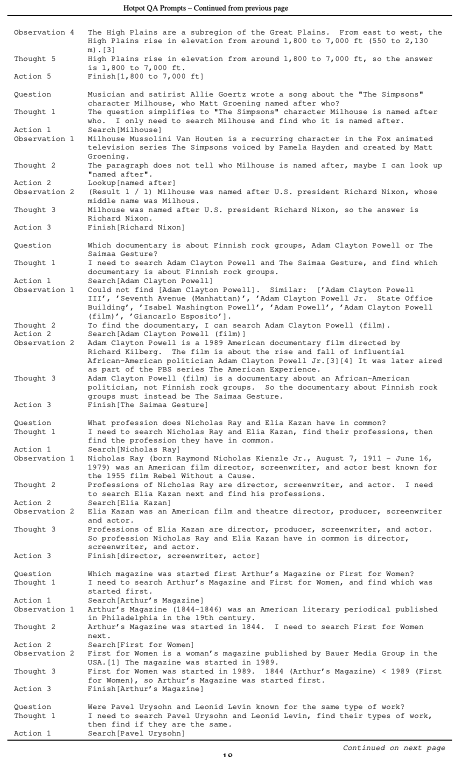 Hotpot QA Prompts – Continued from previous page
Observation 4 The High Plains are a subregion of the Great Plains. From east to west, the
High Plains rise in elevation from around 1,800 to 7,000 ft (550 to 2,130
m).[3]
Thought 5 High Plains rise in elevation from around 1,800 to 7,000 ft, so the answer
is 1,800 to 7,000 ft.
Action 5 Finish[1,800 to 7,000 ft]
Question Musician and satirist Allie Goertz wrote a song about the "The Simpsons"
character Milhouse, who Matt Groening named after who?
Thought 1 The question simplifies to "The Simpsons" character Milhouse is named after
who. I only need to search Milhouse and find who it is named after.
Action 1 Search[Milhouse]
Observation 1 Milhouse Mussolini Van Houten is a recurring character in the Fox animated
television series The Simpsons voiced by Pamela Hayden and created by Matt
Groening.
Thought 2 The paragraph does not tell who Milhouse is named after, maybe I can look up
"named after".
Action 2 Lookup[named after]
Observation 2 (Result 1 / 1) Milhouse was named after U.S. president Richard Nixon, whose
middle name was Milhous.
Thought 3 Milhouse was named after U.S. president Richard Nixon, so the answer is
Richard Nixon.
Action 3 Finish[Richard Nixon]
Question Which documentary is about Finnish rock groups, Adam Clayton Powell or The
Saimaa Gesture?
Thought 1 I need to search Adam Clayton Powell and The Saimaa Gesture, and find which
documentary is about Finnish rock groups.
Action 1 Search[Adam Clayton Powell]
Observation 1 Could not find [Adam Clayton Powell]. Similar: ['Adam Clayton Powell
III', 'Seventh Avenue (Manhattan)', 'Adam Clayton Powell Jr. State Office
Building', 'Isabel Washington Powell', 'Adam Powell', 'Adam Clayton Powell
(film)', 'Giancarlo Esposito'].
Thought 2 To find the documentary, I can search Adam Clayton Powell (film).
Action 2 Search[Adam Clayton Powell (film)]
Observation 2 Adam Clayton Powell is a 1989 American documentary film directed by
Richard Kilberg. The film is about the rise and fall of influential
African-American politician Adam Clayton Powell Jr.[3][4] It was later aired
as part of the PBS series The American Experience.
Thought 3 Adam Clayton Powell (film) is a documentary about an African-American
politician, not Finnish rock groups. So the documentary about Finnish rock
groups must instead be The Saimaa Gesture.
Action 3 Finish[The Saimaa Gesture]
Question What profession does Nicholas Ray and Elia Kazan have in common?
Thought 1 I need to search Nicholas Ray and Elia Kazan, find their professions, then
find the profession they have in common.
Action 1 Search[Nicholas Ray]
Observation 1 Nicholas Ray (born Raymond Nicholas Kienzle Jr., August 7, 1911 - June 16,
1979) was an American film director, screenwriter, and actor best known for
the 1955 film Rebel Without a Cause.
Thought 2 Professions of Nicholas Ray are director, screenwriter, and actor. I need
to search Elia Kazan next and find his professions.
Action 2 Search[Elia Kazan]
Observation 2 Elia Kazan was an American film and theatre director, producer, screenwriter
and actor.
Thought 3 Professions of Elia Kazan are director, producer, screenwriter, and actor.
So profession Nicholas Ray and Elia Kazan have in common is director,
screenwriter, and actor.
Action 3 Finish[director, screenwriter, actor]
Question Which magazine was started first Arthur's Magazine or First for Women?
Thought 1 I need to search Arthur's Magazine and First for Women, and find which was
started first.
Action 1 Search[Arthur's Magazine]
Observation 1 Arthur's Magazine (1844-1846) was an American literary periodical published
in Philadelphia in the 19th century.
Thought 2 Arthur's Magazine was started in 1844. I need to search First for Women
next.
Action 2 Search[First for Women]
Observation 2 First for Women is a woman's magazine published by Bauer Media Group in the
USA.[1] The magazine was started in 1989.
Thought 3 First for Women was started in 1989. 1844 (Arthur's Magazine) < 1989 (First
for Women), so Arthur's Magazine was started first.
Action 3 Finish[Arthur's Magazine]
Question Were Pavel Urysohn and Leonid Levin known for the same type of work?
Thought 1 I need to search Pavel Urysohn and Leonid Levin, find their types of work,
then find if they are the same.
Action 1 Search[Pavel Urysohn]
Continued on next page